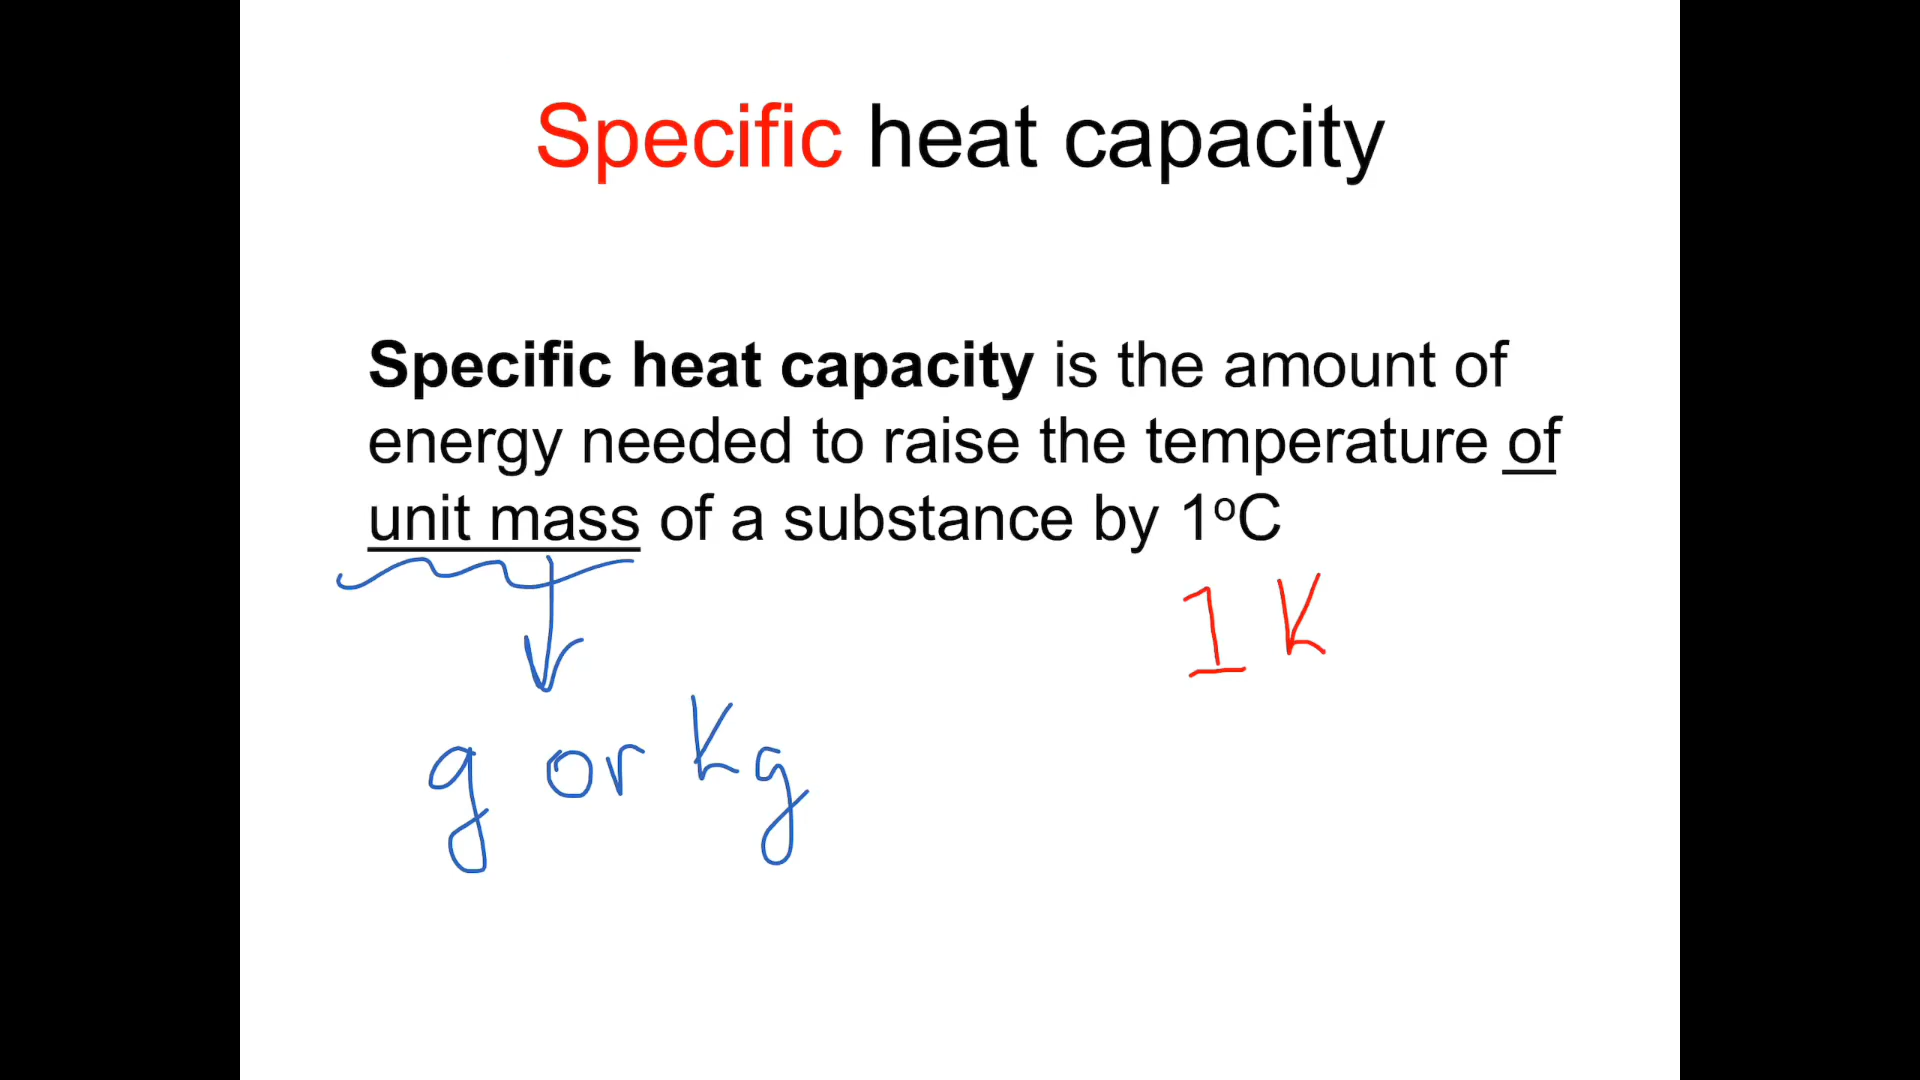 Specific heat capacity
Specific heat capacity is the amount of
energy needed to raise the temperature of
unit mass of a substance by 1ºC
1 K
g or kg